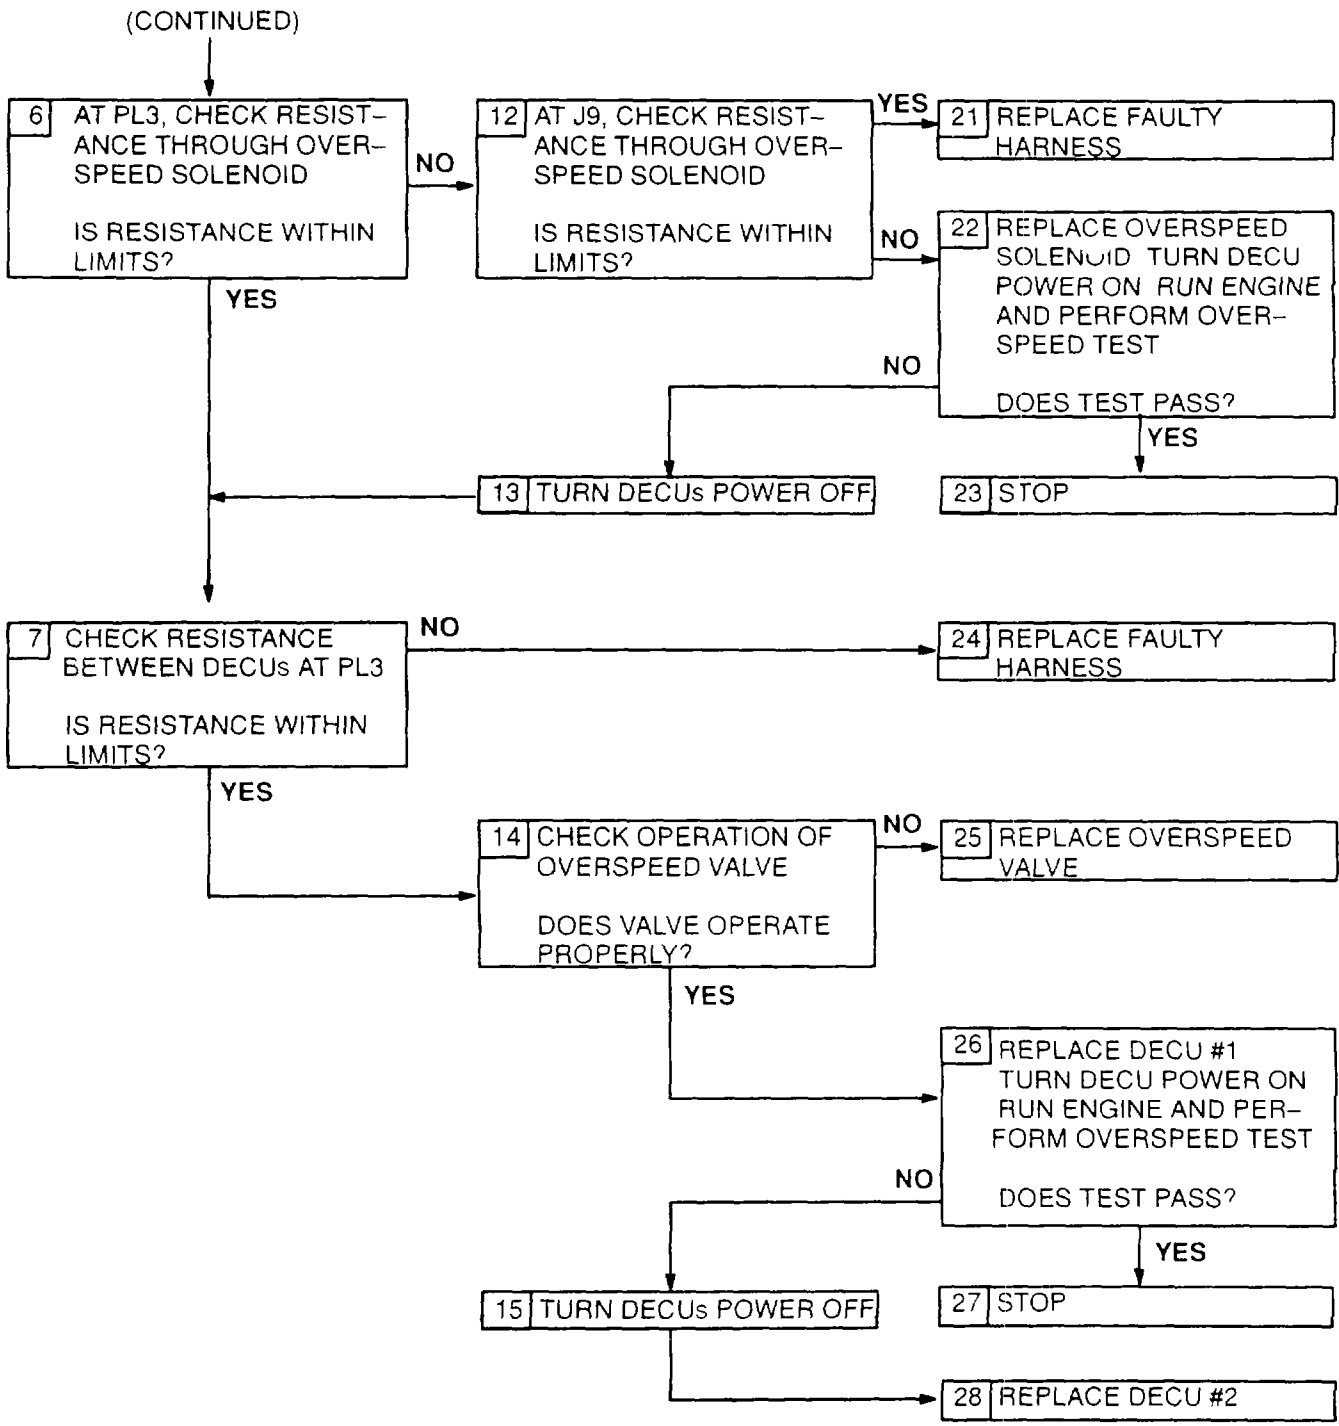 (CONTINUED)
6 AT PL3, CHECK RESIST-
ANCE THROUGH OVER-
SPEED SOLENOID
IS RESISTANCE WITHIN
LIMITS?
NO
YES
12 AT J9, CHECK RESIST-
ANCE THROUGH OVER-
SPEED SOLENOID
IS RESISTANCE WITHIN
LIMITS?
YES
NO
21 REPLACE FAULTY
HARNESS
22 REPLACE OVERSPEED
SOLENOID TURN DECU
POWER ON RUN ENGINE
AND PERFORM OVER-
SPEED TEST
DOES TEST PASS?
NO
YES
13 TURN DECUs POWER OFF
23 STOP
7 CHECK RESISTANCE
BETWEEN DECUs AT PL3
IS RESISTANCE WITHIN
LIMITS?
NO
YES
24 REPLACE FAULTY
HARNESS
14 CHECK OPERATION OF
OVERSPEED VALVE
DOES VALVE OPERATE
PROPERLY?
NO
YES
25 REPLACE OVERSPEED
VALVE
26 REPLACE DECU #1
TURN DECU POWER ON
RUN ENGINE AND PER-
FORM OVERSPEED TEST
DOES TEST PASS?
NO
YES
15 TURN DECUs POWER OFF
27 STOP
28 REPLACE DECU #2